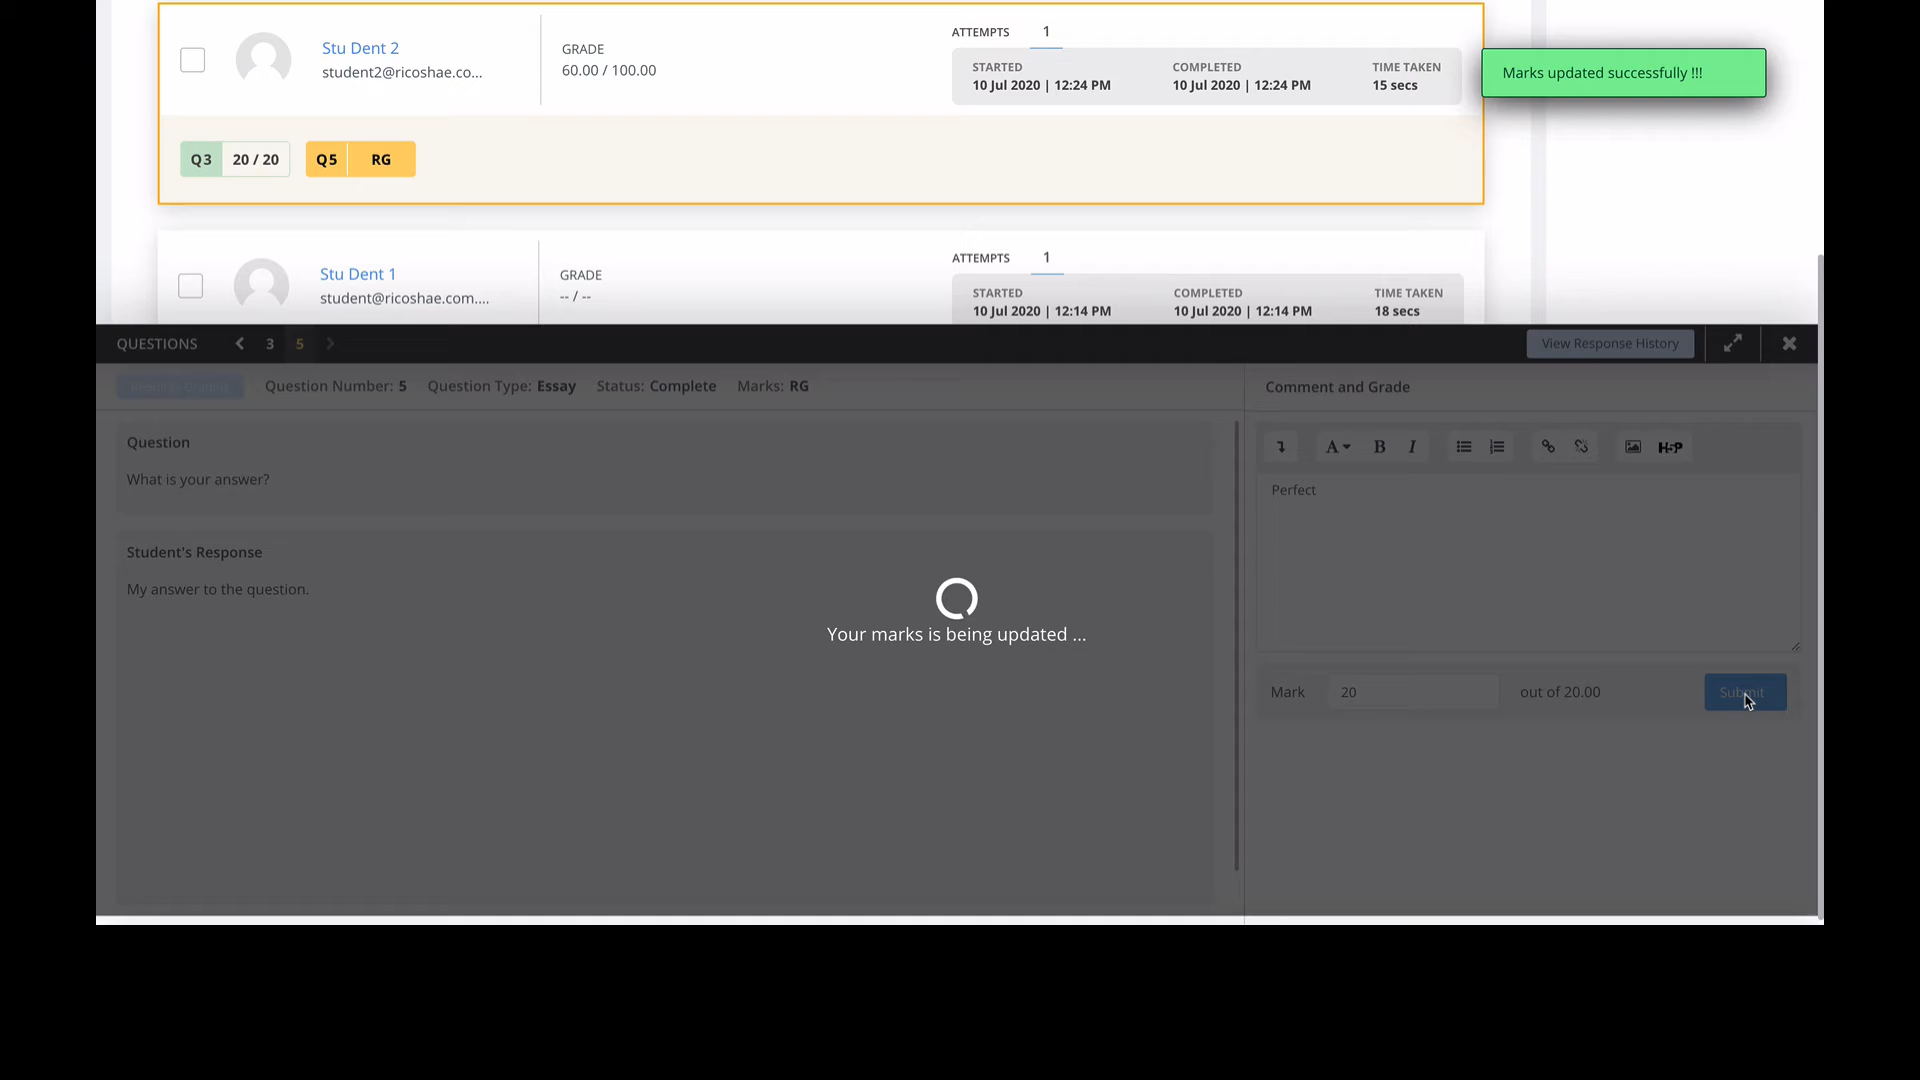 Stu Dent 2
student2@ricoshae.co...
GRADE
60.00 / 100.00
ATTEMPTS 1
STARTED COMPLETED TIME TAKEN
10 Jul 2020 | 12:24 PM 10 Jul 2020 | 12:24 PM 15 secs
Marks updated successfully !!!
Q3 20 / 20 Q5 RG
Stu Dent 1
student@ricoshae.com....
GRADE
-- / --
ATTEMPTS 1
STARTED COMPLETED TIME TAKEN
10 Jul 2020 | 12:14 PM 10 Jul 2020 | 12:14 PM 18 secs
QUESTIONS 3 5 View Response History
Question Number: 5 Question Type: Essay Status: Complete Marks: RG
Comment and Grade
Question
What is your answer?
A B I H5P
Perfect
Student's Response
My answer to the question.
Your marks is being updated ...
Mark 20 out of 20.00 Submit